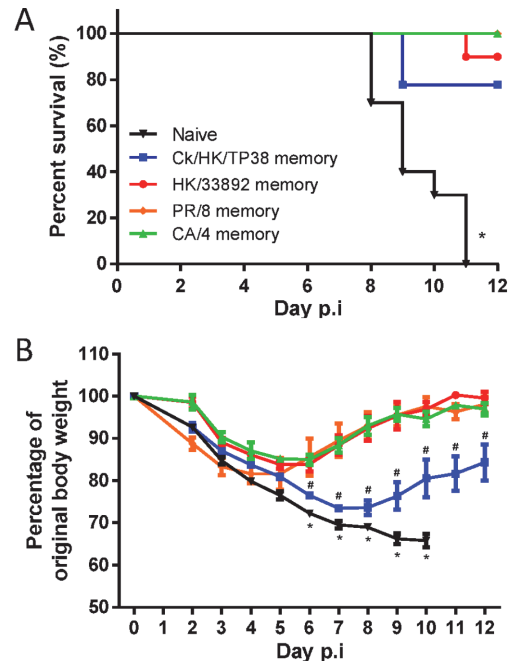 A
Percent survival (%)
100
80
60
40
20
0
Naive
Ck/HK/TP38 memory
HK/33892 memory
PR/8 memory
CA/4 memory
*
0 2 4 6 8 10 12
Day p.i
B
Percentage of
original body weight
110
100
90
80
70
60
50
# # # # # # #
* * * * *
0 1 2 3 4 5 6 7 8 9 10 11 12
Day p.i